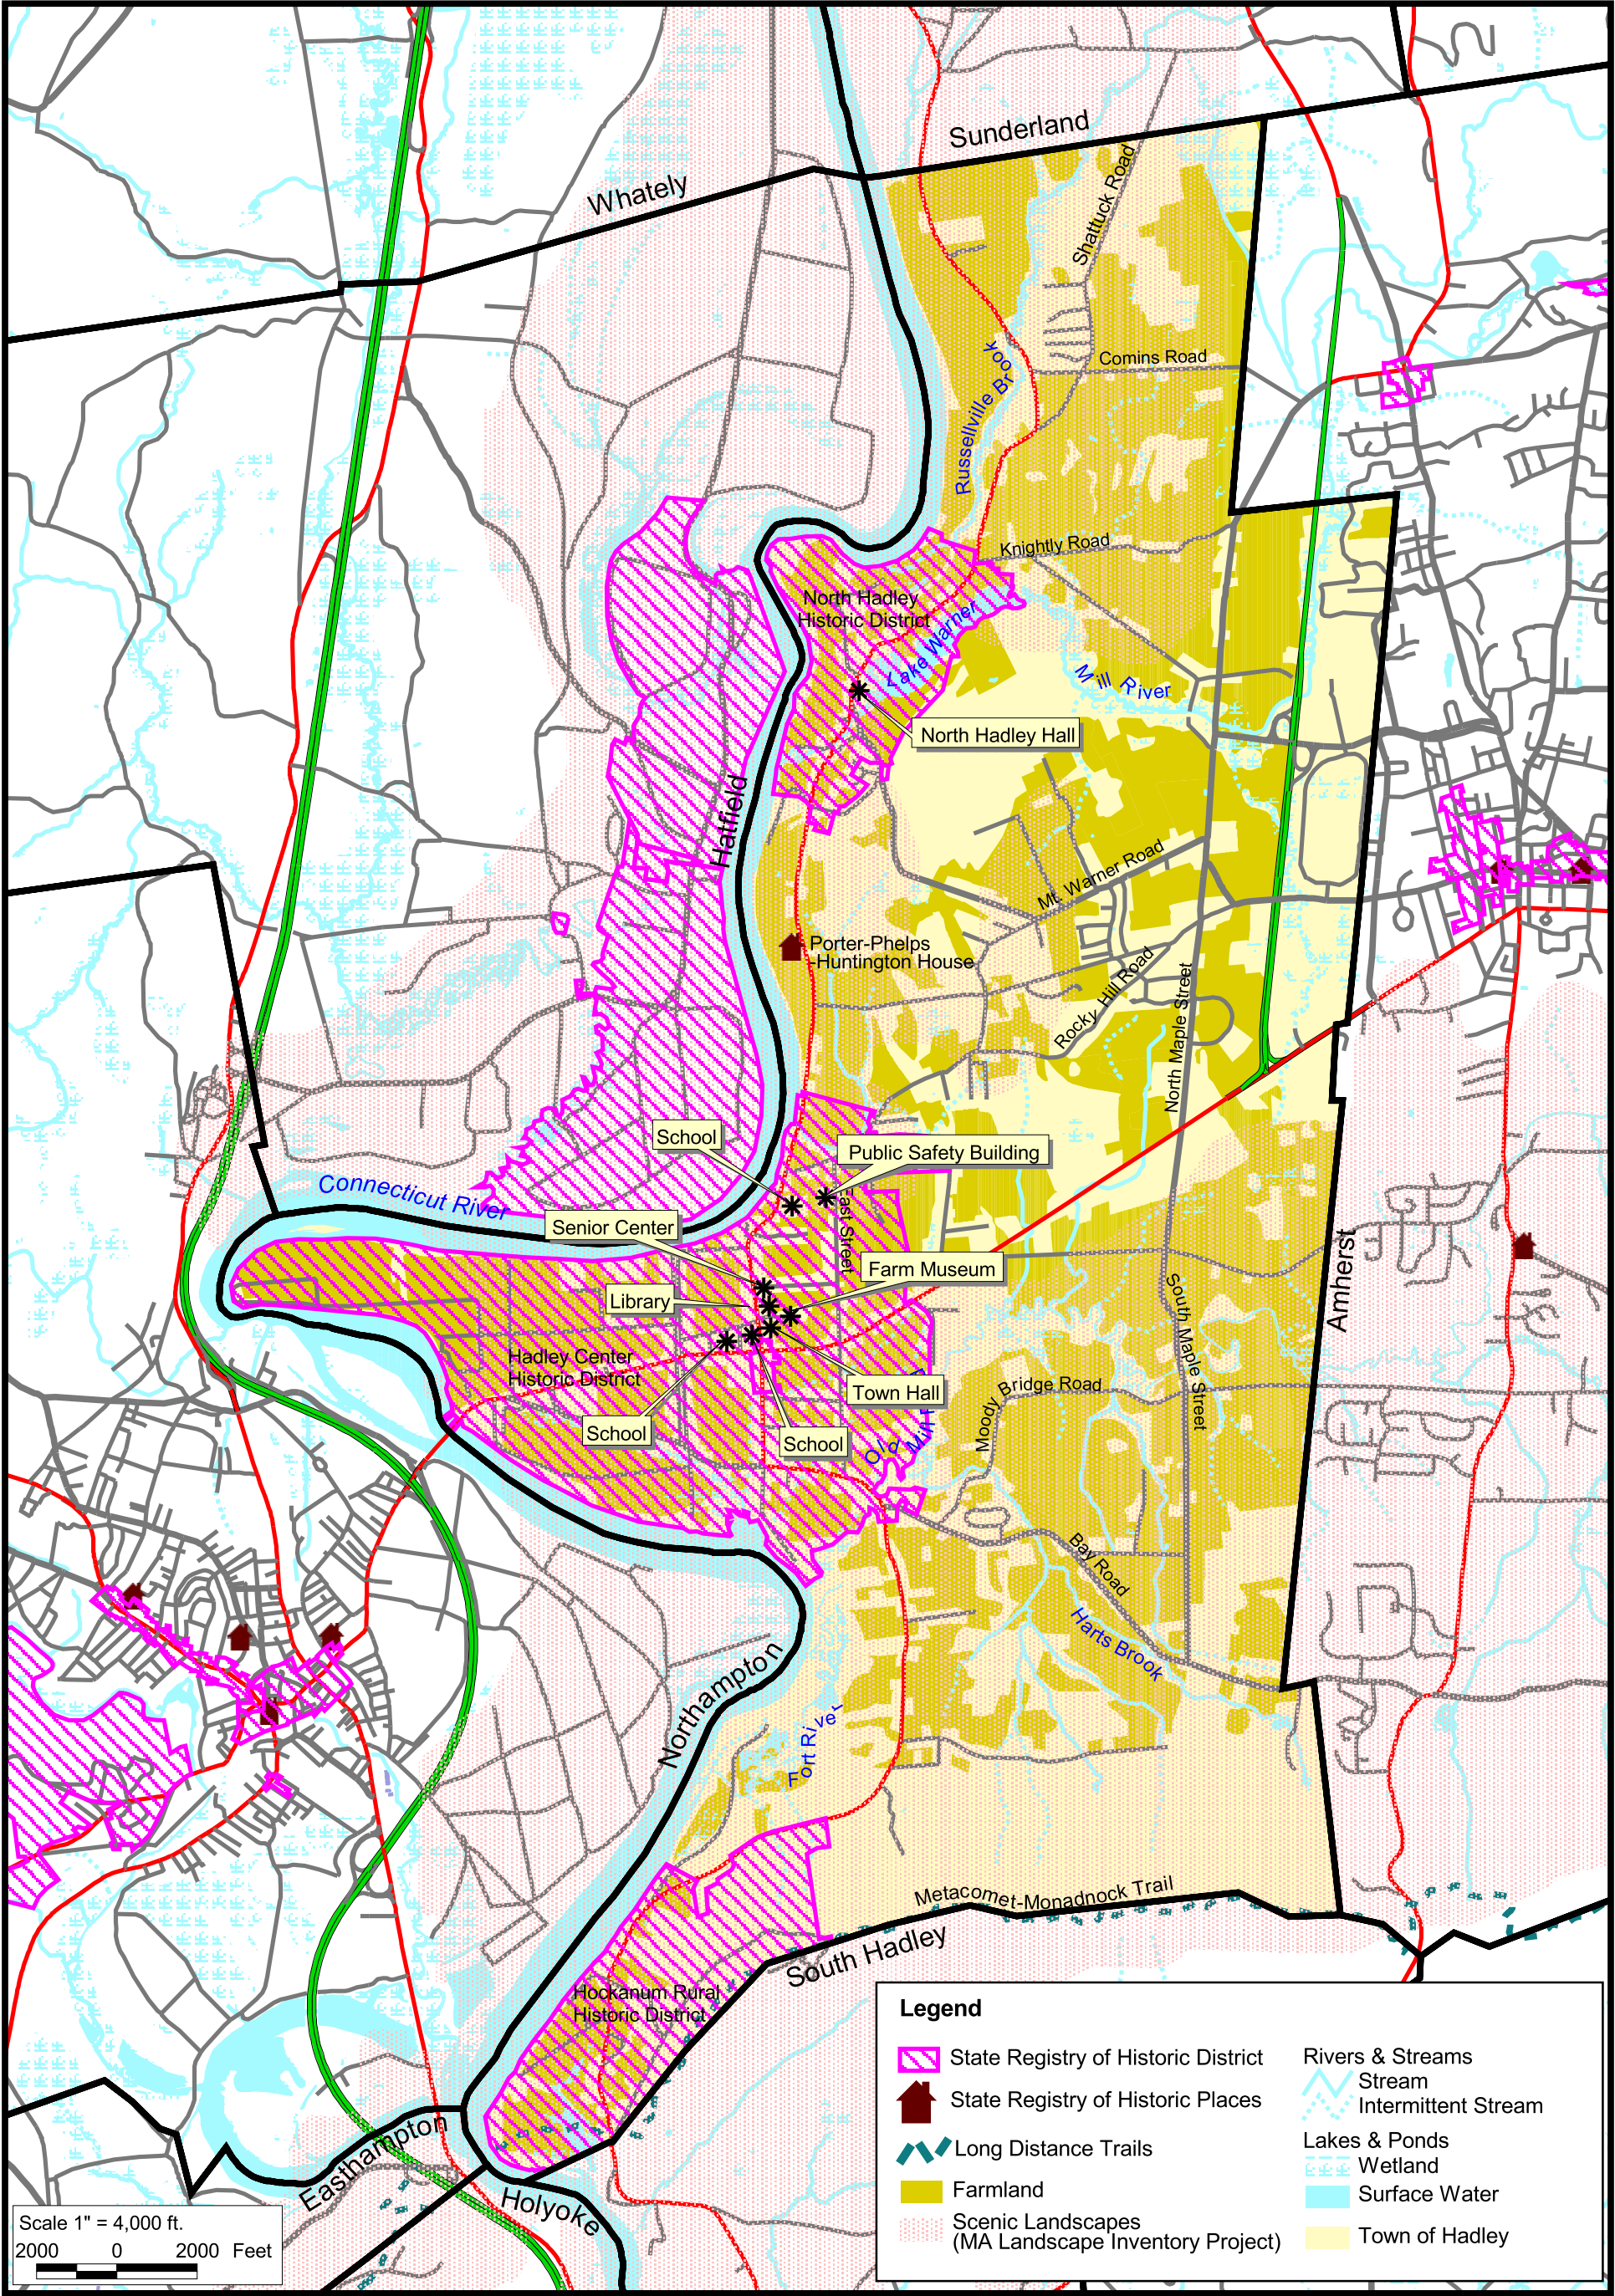 Sunderland
Whately
Shattuck Road
Comins Road
Russellville Brook
Knightly Road
North Hadley
Historic District
Lake Warner
Mill River
North Hadley Hall
Hatfield
Mt. Warner Road
Porter-Phelps
-Huntington House
Rocky Hill Road
North Maple Street
School
Public Safety Building
Connecticut River
Senior Center
East Street
Farm Museum
Library
Amherst
South Maple Street
Hadley Center
Historic District
Town Hall
Moody Bridge Road
School
School
Old Mill
Bay Road
Harts Brook
Northampton
Fort River
Metacomet-Monadnock Trail
South Hadley
Hockanum Rural
Historic District
Easthampton
Holyoke
Legend
State Registry of Historic District
State Registry of Historic Places
Long Distance Trails
Farmland
Scenic Landscapes
(MA Landscape Inventory Project)
Rivers & Streams
Stream
Intermittent Stream
Lakes & Ponds
Wetland
Surface Water
Town of Hadley
Scale 1" = 4,000 ft.
2000 0 2000 Feet